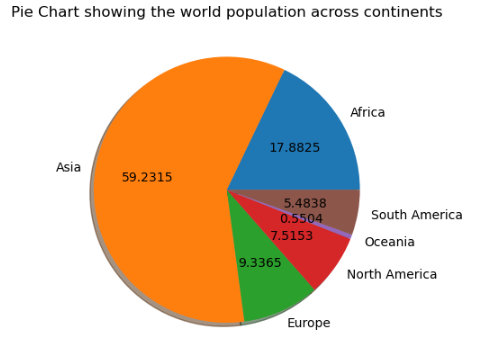 Pie Chart showing the world population across continents
Africa
17.8825
Asia
59.2315
5.4838
South America
0.5504
Oceania
7.5153
North America
9.3365
Europe